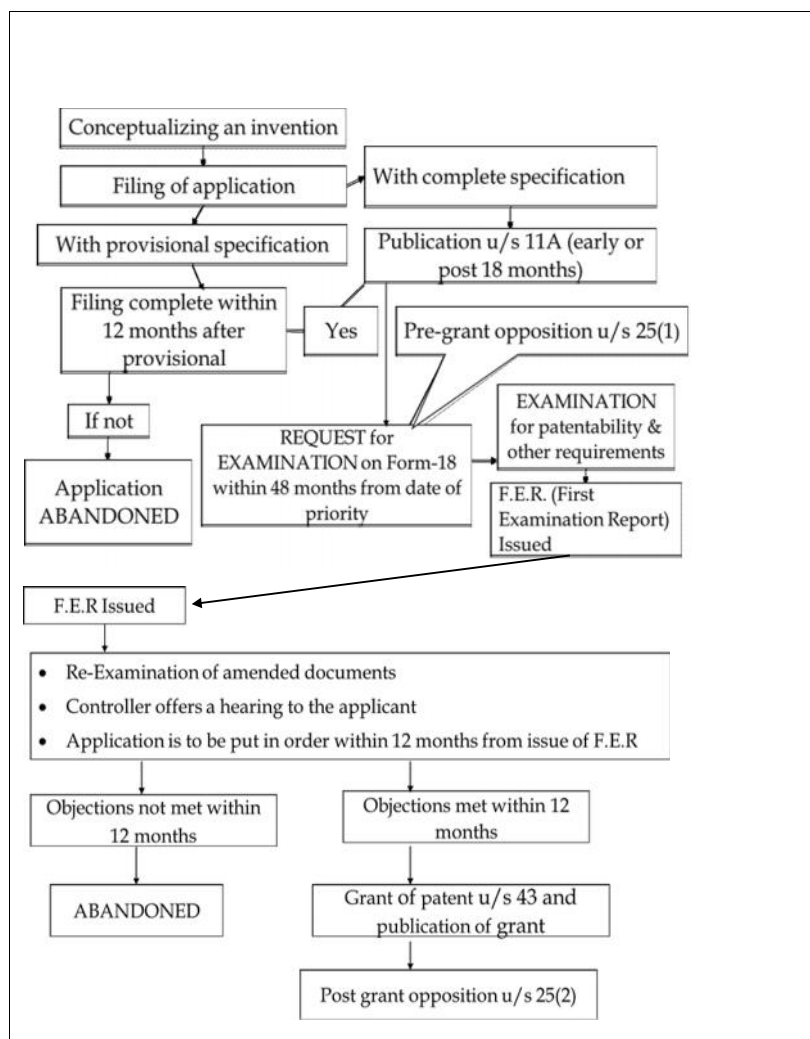 Conceptualizing an invention
Filing of application
With complete specification
With provisional specification
Publication u/s 11A (early or
post 18 months)
Filing complete within
12 months after
provisional
Yes
Pre-grant opposition u/s 25(1)
If not
Application
ABANDONED
REQUEST for
EXAMINATION on Form-18
within 48 months from date of
priority
EXAMINATION
for patentability &
other requirements
F.E.R. (First
Examination Report)
Issued
F.E.R Issued
• Re-Examination of amended documents
• Controller offers a hearing to the applicant
• Application is to be put in order within 12 months from issue of F.E.R
Objections not met within
12 months
Objections met within 12
months
ABANDONED
Grant of patent u/s 43 and
publication of grant
Post grant opposition u/s 25(2)